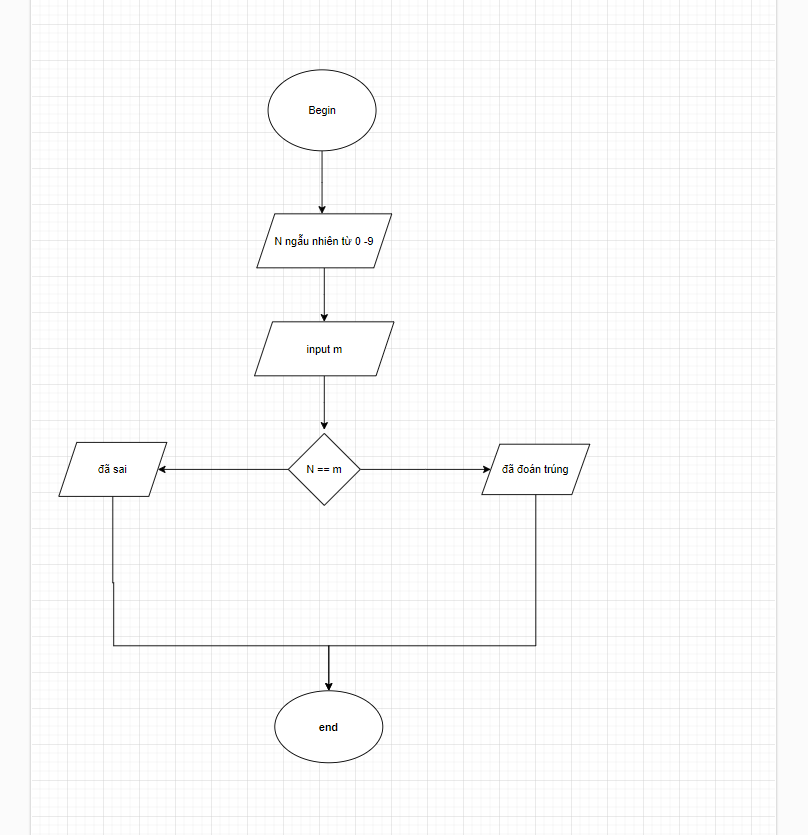 Begin
N ngẫu nhiên từ 0 -9
input m
đã sai
N == m
đã đoán trúng
end